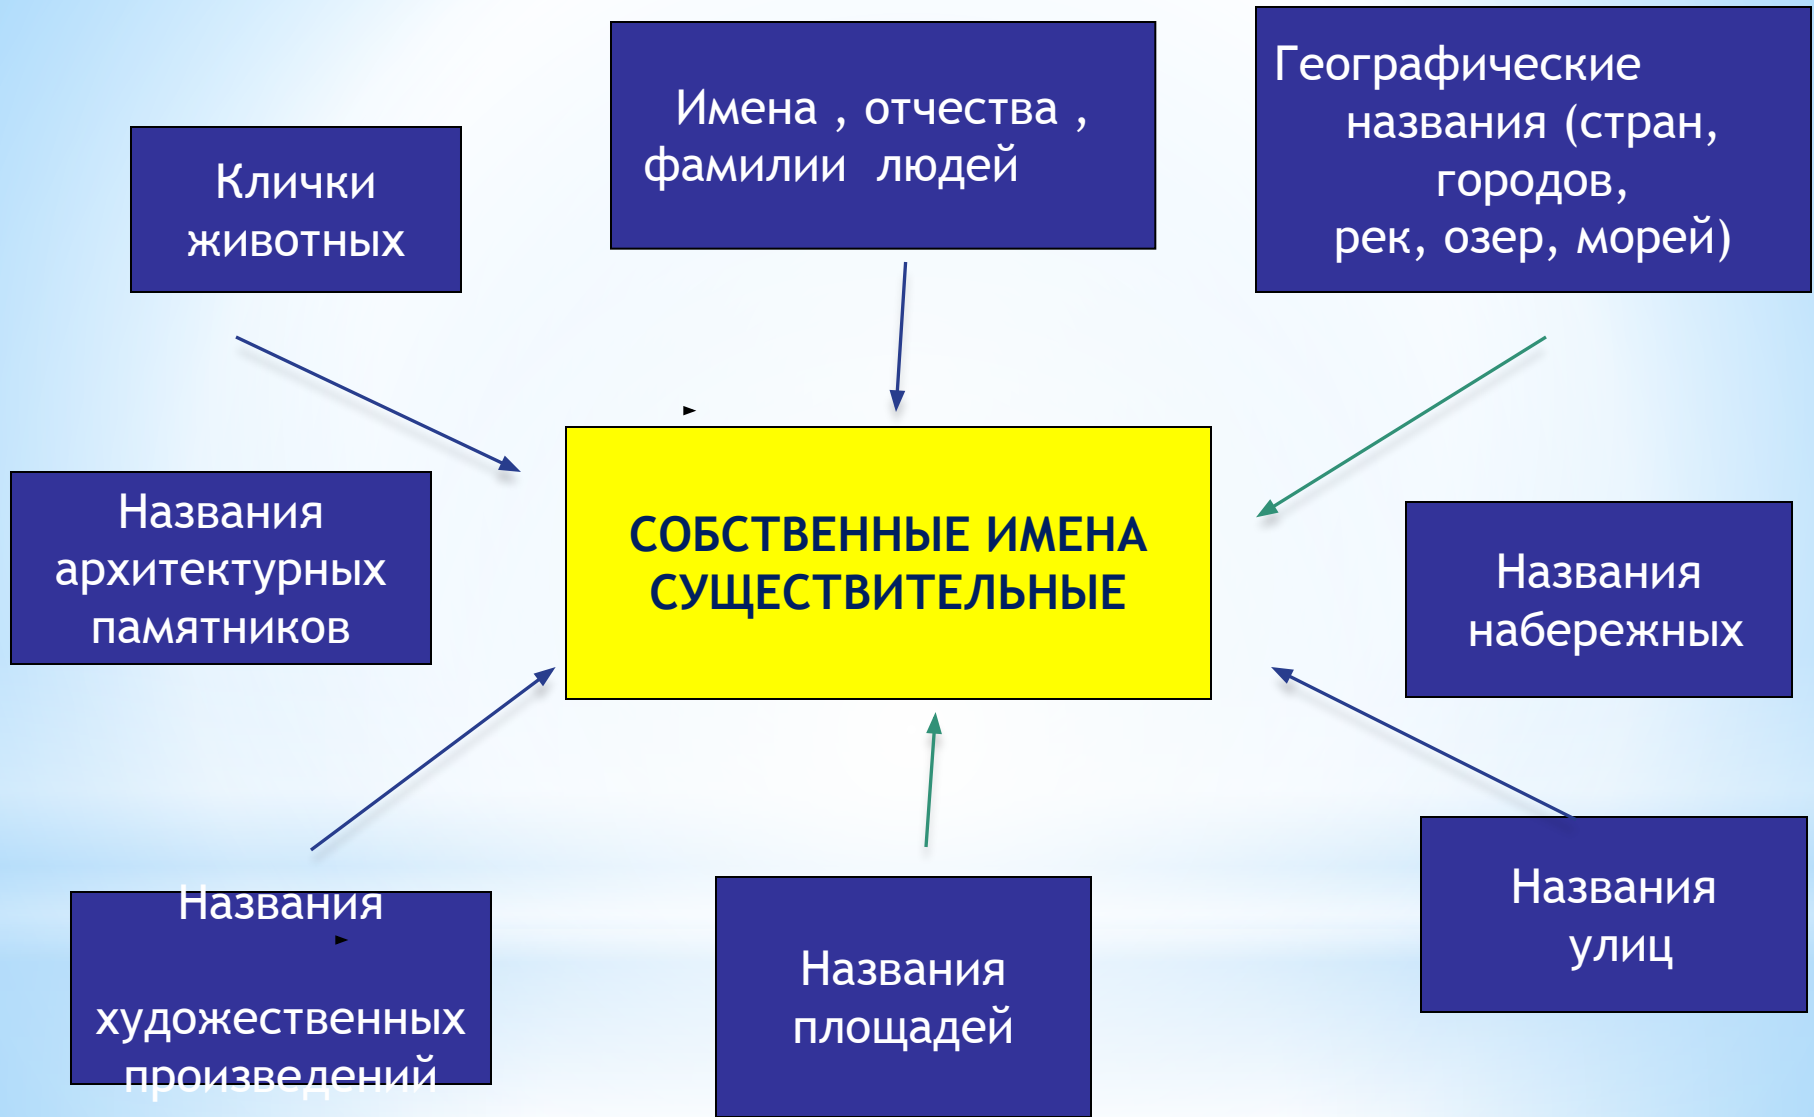 Имена , отчества ,
фамилии  людей
Географические
названия (стран,
городов,
рек, озер, морей)
Клички
животных
Названия
архитектурных
памятников
СОБСТВЕННЫЕ ИМЕНА
СУЩЕСТВИТЕЛЬНЫЕ
Названия
набережных
Названия
художественных
произведений
Названия
площадей
Названия
улиц